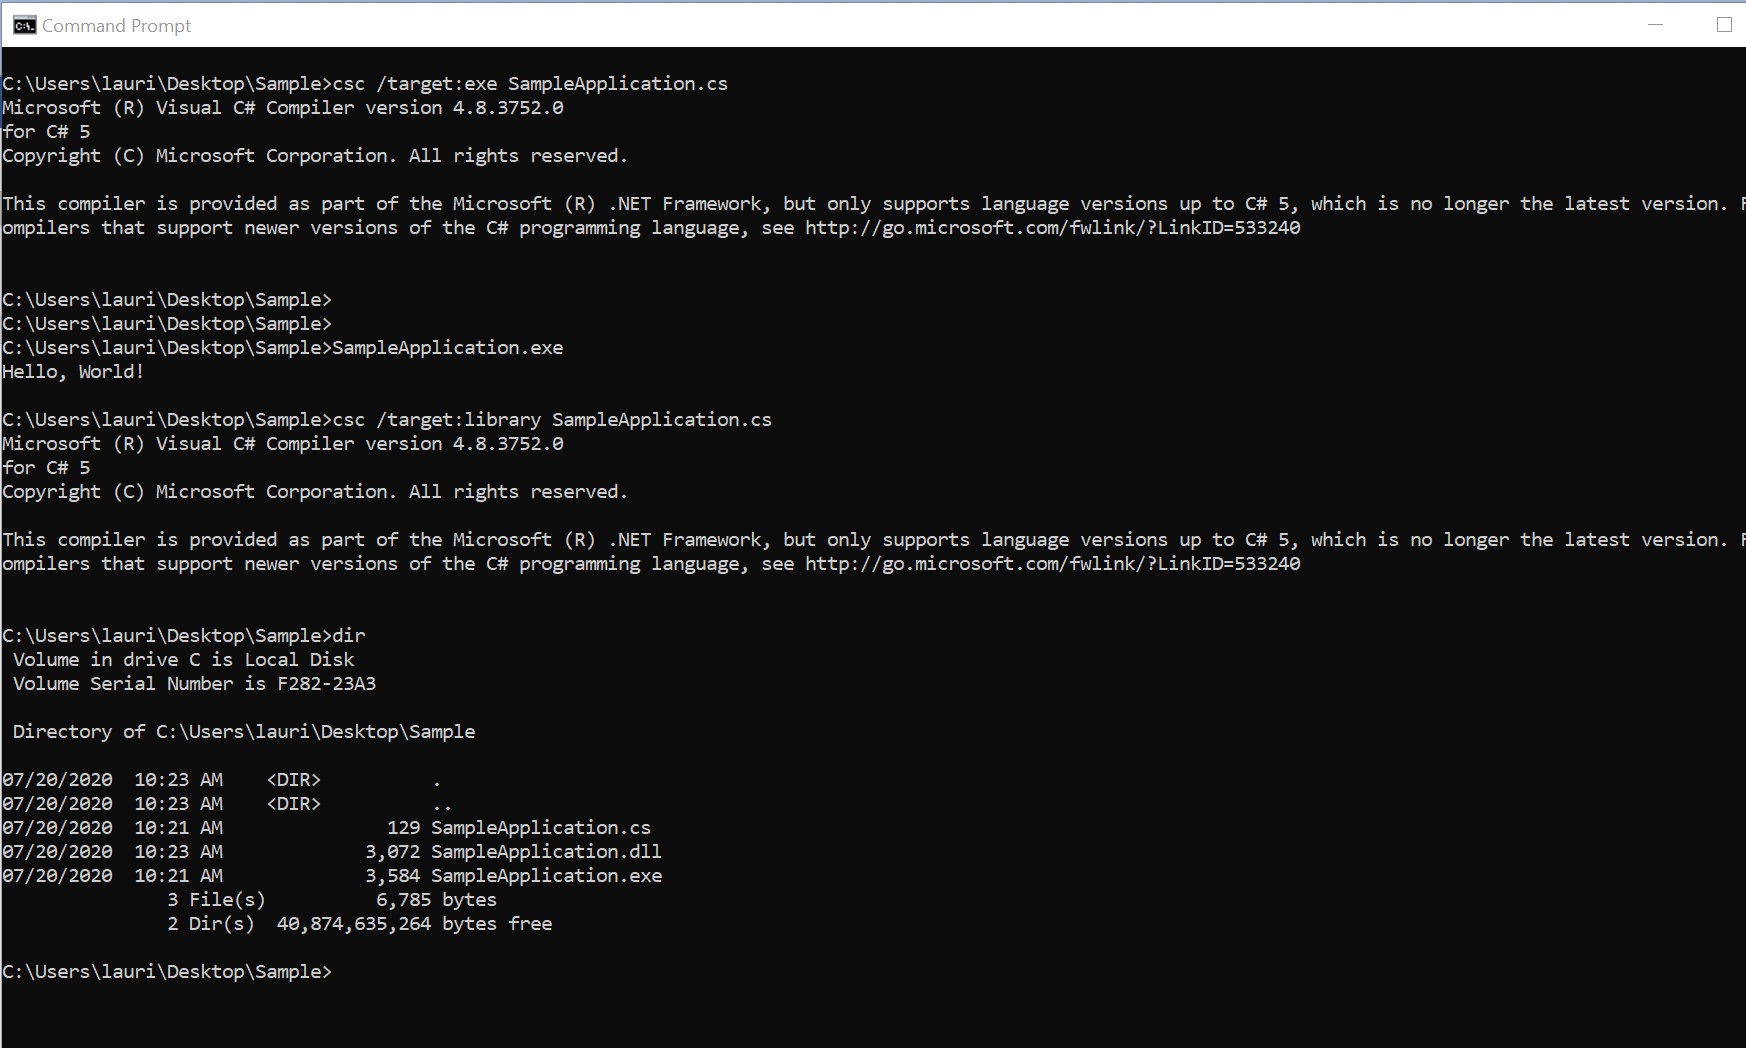 Command Prompt
C:\Users\lauri\Desktop\Sample>csc /target:exe SampleApplication.cs
Microsoft (R) Visual C# Compiler version 4.8.3752.0
for C# 5
Copyright (C) Microsoft Corporation. All rights reserved.
This compiler is provided as part of the Microsoft (R) .NET Framework, but only supports language versions up to C# 5, which is no longer the latest version. F
ompilers that support newer versions of the C# programming language, see http://go.microsoft.com/fwlink/?LinkID=533240
C:\Users\lauri\Desktop\Sample>
C:\Users\lauri\Desktop\Sample>
C:\Users\lauri\Desktop\Sample>SampleApplication.exe
Hello, World!
C:\Users\lauri\Desktop\Sample>csc /target:library SampleApplication.cs
Microsoft (R) Visual C# Compiler version 4.8.3752.0
for C# 5
Copyright (C) Microsoft Corporation. All rights reserved.
This compiler is provided as part of the Microsoft (R) .NET Framework, but only supports language versions up to C# 5, which is no longer the latest version. F
ompilers that support newer versions of the C# programming language, see http://go.microsoft.com/fwlink/?LinkID=533240
C:\Users\lauri\Desktop\Sample>dir
 Volume in drive C is Local Disk
 Volume Serial Number is F282-23A3
 Directory of C:\Users\lauri\Desktop\Sample
07/20/2020  10:23 AM    <DIR>          .
07/20/2020  10:23 AM    <DIR>          ..
07/20/2020  10:21 AM               129 SampleApplication.cs
07/20/2020  10:23 AM             3,072 SampleApplication.dll
07/20/2020  10:21 AM             3,584 SampleApplication.exe
               3 File(s)          6,785 bytes
               2 Dir(s)  40,874,635,264 bytes free
C:\Users\lauri\Desktop\Sample>